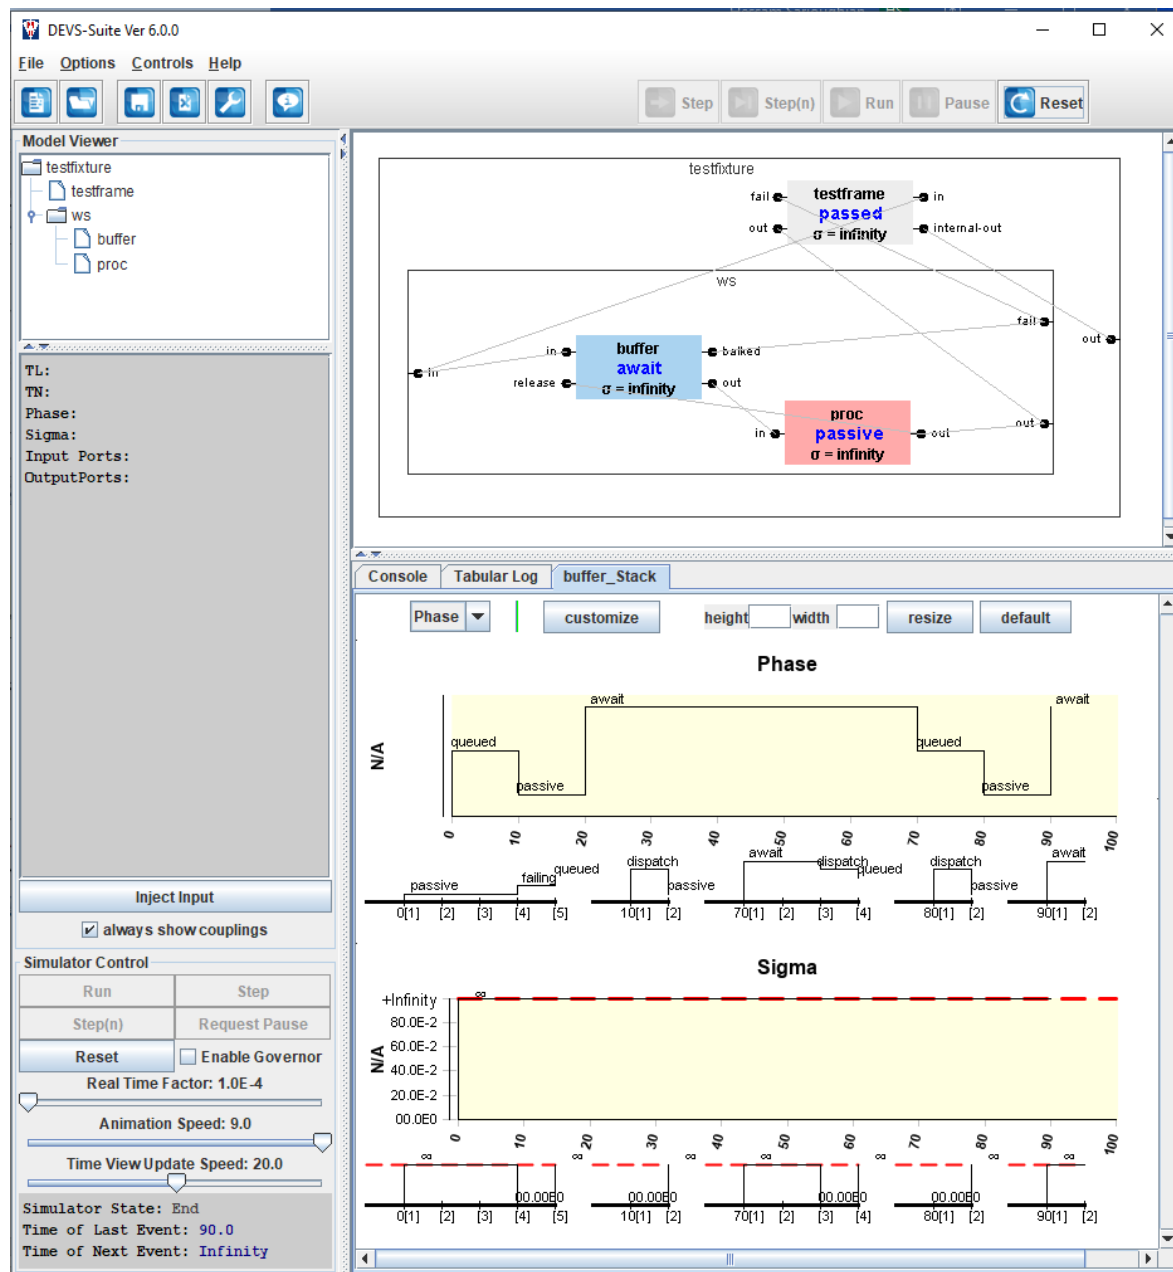 DEVS-Suite Ver 6.0.0
File Options Controls Help
Step Step(n) Run Pause Reset
Model Viewer
testfixture
testframe
ws
buffer
proc
TL:
TN:
Phase:
Sigma:
Input Ports:
OutputPorts:
Inject Input
always show couplings
Simulator Control
Run Step
Step(n) Request Pause
Reset Enable Governor
Real Time Factor: 1.0E-4
Animation Speed: 9.0
Time View Update Speed: 20.0
Simulator State: End
Time of Last Event: 90.0
Time of Next Event: Infinity
testfixture
fail testframe in
passed
out σ = infinity internal-out
ws
fail
out
in buffer balked
in
await
release σ = infinity out
proc
in passive out out
σ = infinity
Console Tabular Log buffer_Stack
Phase customize height width resize default
Phase
await await
queued queued
N/A
passive passive
0 10 20 30 40 50 60 70 80 90 100
await await
dispatch dispatch dispatch
failing queued queued
passive passive passive
0[1] [2] [3] [4] [5] 10[1] [2] 70[1] [2] [3] [4] 80[1] [2] 90[1] [2]
Sigma
+Infinity ∞
80.0E-2
60.0E-2
N/A
40.0E-2
20.0E-2
00.0E0
0 10 20 30 40 50 60 70 80 90 100
∞ ∞ ∞ ∞ ∞ ∞
00.00E0 00.00E0 00.00E0 00.00E0
0[1] [2] [3] [4] [5] 10[1] [2] 70[1] [2] [3] [4] 80[1] [2] 90[1] [2]